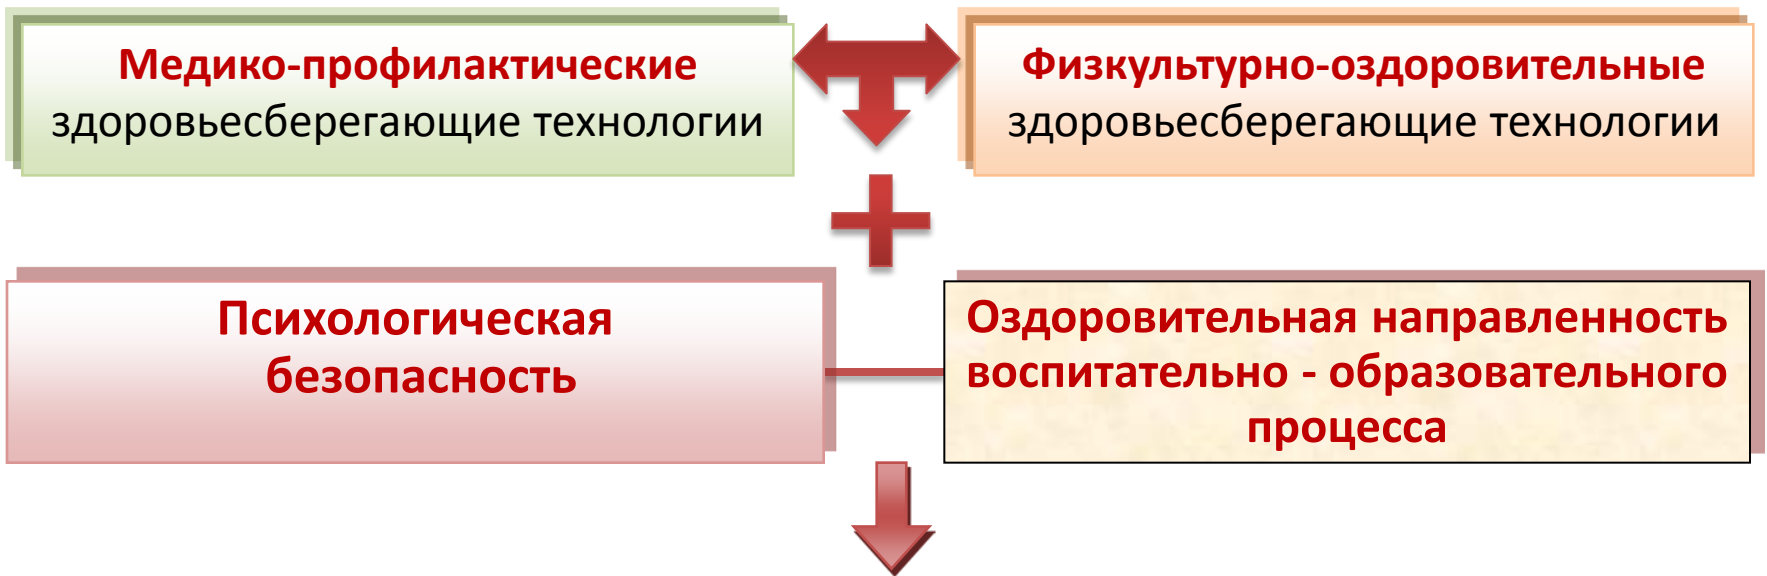 Медико-профилактические
здоровьесберегающие технологии
Физкультурно-оздоровительные
здоровьесберегающие технологии
Психологическая
безопасность
Оздоровительная направленность
воспитательно - образовательного
процесса